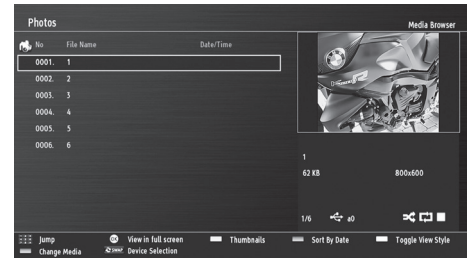 Photos
Media Browser
No File Name Date/Time
0001. 1
0002. 2
0003. 3
0004. 4
0005. 5
0006. 6
1
62 KB 800x600
1/6 a0
Jump OK View in full screen Thumbnails Sort By Date Toggle View Style
Change Media SWAP Device Selection